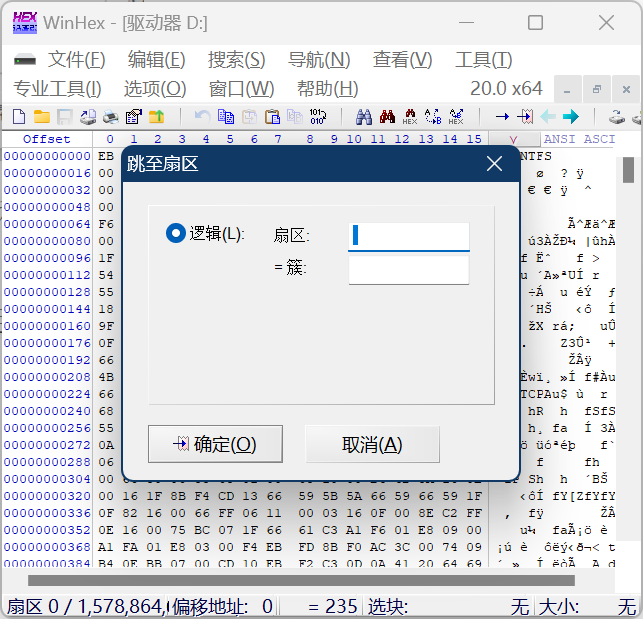 WinHex - [驱动器 D:]
文件(F) 编辑(E) 搜索(S) 导航(N) 查看(V) 工具(T)
专业工具(I) 选项(O) 窗口(W) 帮助(H) 20.0 x64
Offset 0 1 2 3 4 5 6 7 8 9 10 11 12 13 14 15 ANSI ASCI
00000000000 EB NTFS
00000000016 00
00000000032 00
00000000048 00
00000000064 F6
00000000080 00
00000000096 1F
00000000112 54
00000000128 55
00000000144 18
00000000160 9F
00000000176 0F
00000000192 66
00000000208 4B
00000000224 66
00000000240 68
00000000256 55
00000000272 0A
00000000288 06
00000000304 00
00000000320 00 16 1F 8B F4 CD 13 66 59 5B 5A 66 59 66 59 1F
00000000336 0F 82 16 00 66 FF 06 11 00 03 16 0F 00 8E C2 FF
00000000352 0E 16 00 75 BC 07 1F 66 61 C3 A1 F6 01 E8 09 00
00000000368 A1 FA 01 E8 03 00 F4 EB FD 8B F0 AC 3C 00 74 09
00000000384 B4 0E BB 07 00 CD 10 EB F2 C3 0D 0A 41 20 64 69
跳至扇区
逻辑(L): 扇区:
= 簇:
确定(O) 取消(A)
扇区 0 / 1,578,864, 偏移地址: 0 = 235 选块: 无 大小: 无